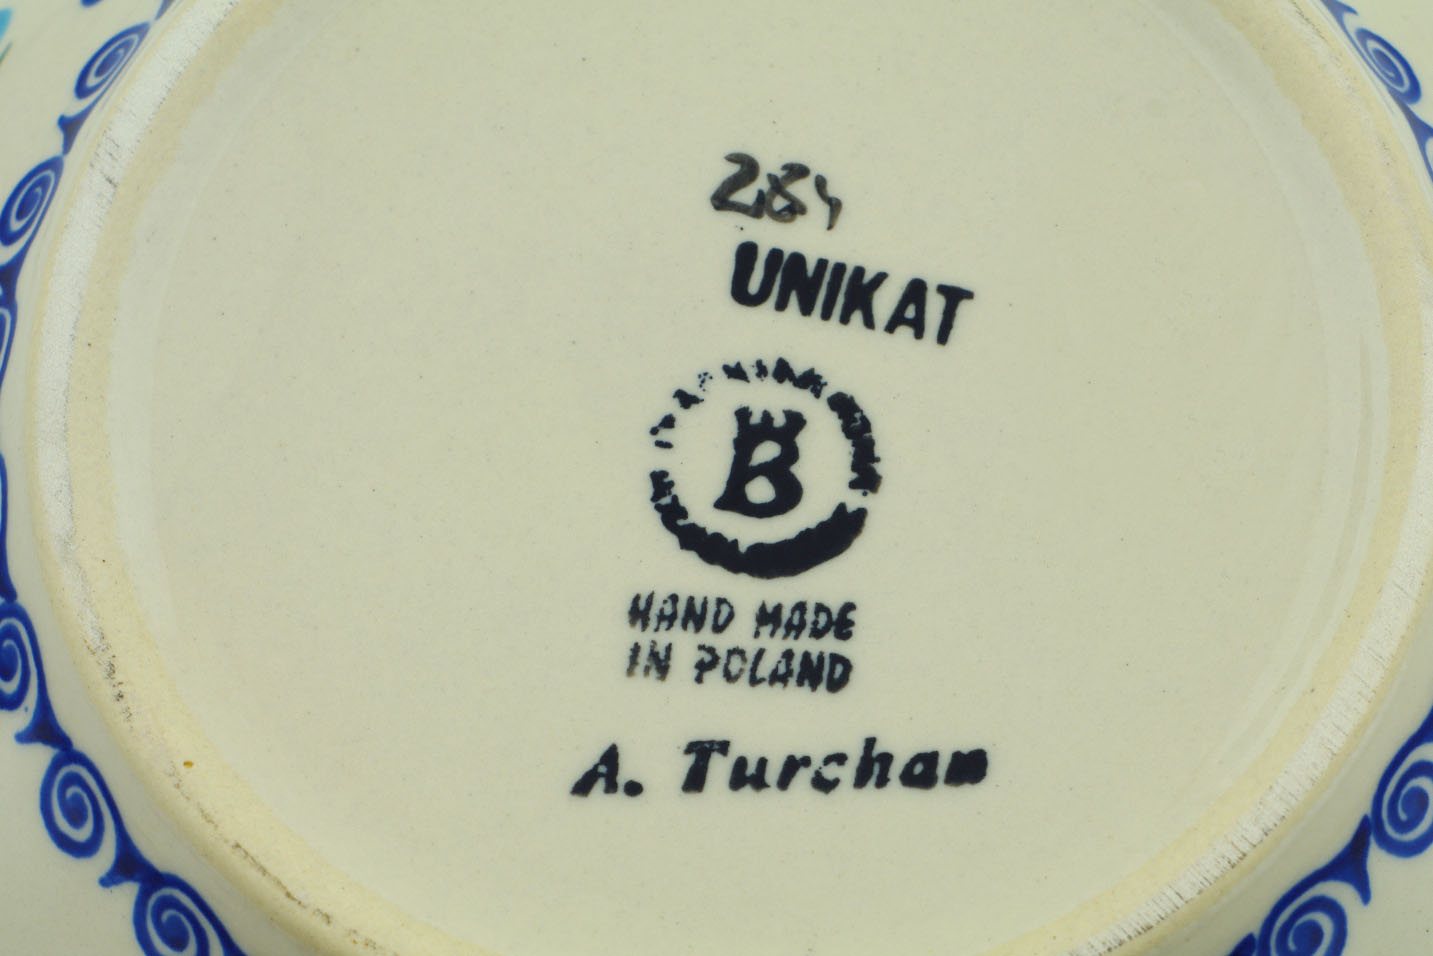 284
UNIKAT
B
HAND MADE
IN POLAND
A. Turchan